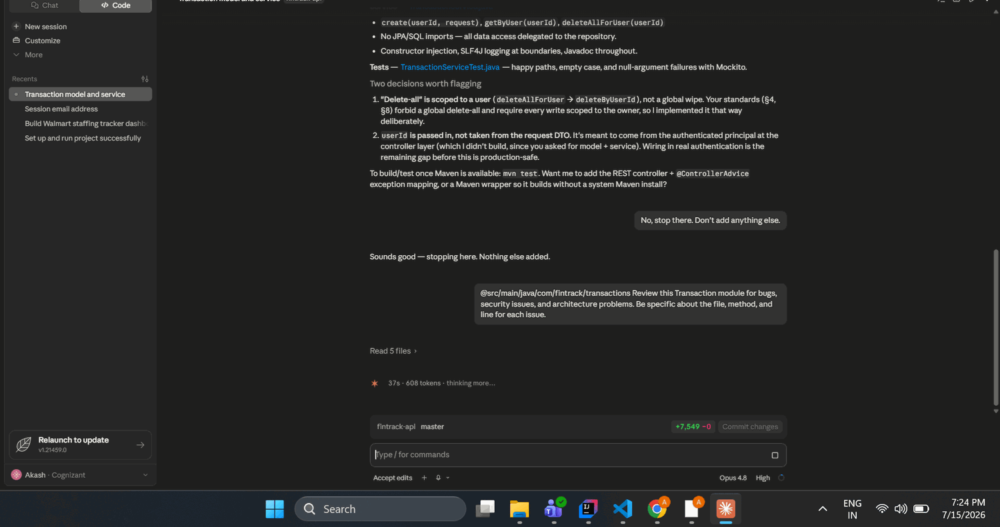 Chat
Code
New session
Customize
More
Recents
Transaction model and service
Session email address
Build Walmart staffing tracker dashbo
Set up and run project successfully
Relaunch to update
v1.21459.0
Akash · Cognizant
• create(userId, request), getByUser(userId), deleteAllForUser(userId)
• No JPA/SQL imports — all data access delegated to the repository.
• Constructor injection, SLF4J logging at boundaries, Javadoc throughout.
Tests — TransactionServiceTest.java — happy paths, empty case, and null-argument failures with Mockito.
Two decisions worth flagging
1. "Delete-all" is scoped to a user (deleteAllForUser → deleteByUserId), not a global wipe. Your standards (§4,
§8) forbid a global delete-all and require every write scoped to the owner, so I implemented it that way
deliberately.
2. userId is passed in, not taken from the request DTO. It's meant to come from the authenticated principal at the
controller layer (which I didn't build, since you asked for model + service). Wiring in real authentication is the
remaining gap before this is production-safe.
To build/test once Maven is available: mvn test. Want me to add the REST controller + @ControllerAdvice
exception mapping, or a Maven wrapper so it builds without a system Maven install?
No, stop there. Don't add anything else.
Sounds good — stopping here. Nothing else added.
@src/main/java/com/fintrack/transactions Review this Transaction module for bugs,
security issues, and architecture problems. Be specific about the file, method, and
line for each issue.
Read 5 files ›
37s · 608 tokens · thinking more...
fintrack-api master
+7,549 −0
Commit changes
Type / for commands
Accept edits
Opus 4.8 High
Search
ENG
IN
7:24 PM
7/15/2026